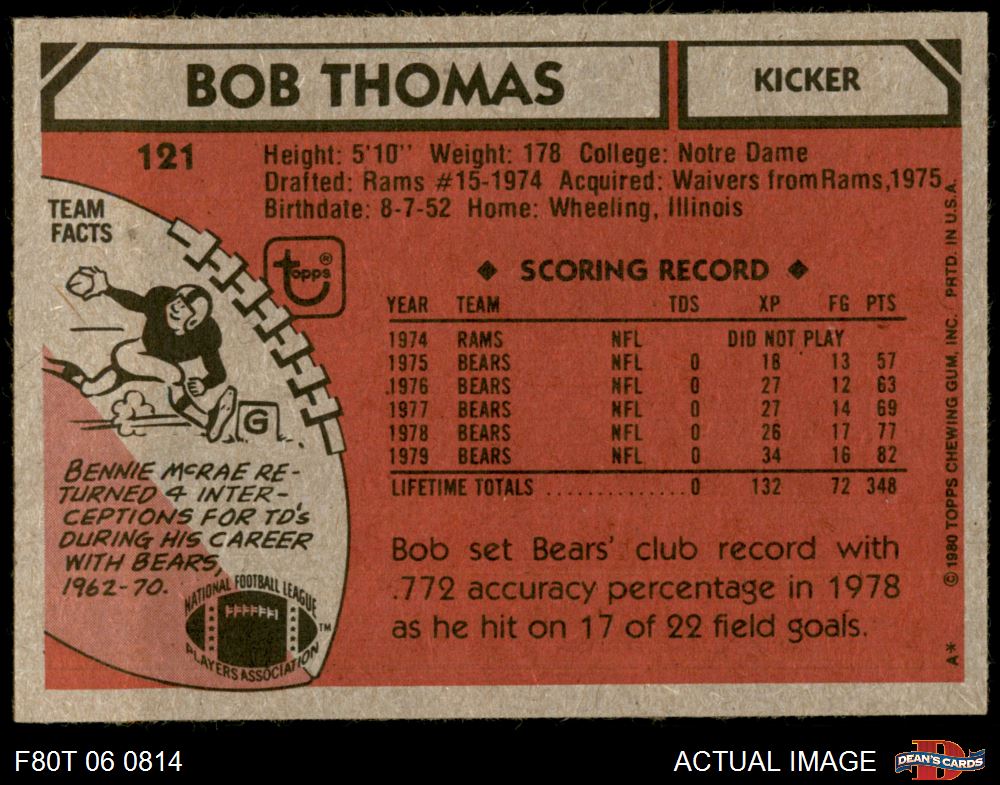 BOB THOMAS
KICKER
121
Height: 5'10'' Weight: 178 College: Notre Dame
Drafted: Rams #15-1974 Acquired: Waivers from Rams, 1975
Birthdate: 8-7-52 Home: Wheeling, Illinois
TEAM
FACTS
Topps®
G
BENNIE McRAE RE-
TURNED 4 INTER-
CEPTIONS FOR TD's
DURING HIS CAREER
WITH BEARS,
1962-70.
NATIONAL FOOTBALL LEAGUE
PLAYERS ASSOCIATION
TM
◆ SCORING RECORD ◆
YEAR TEAM TDS XP FG PTS
1974 RAMS NFL DID NOT PLAY
1975 BEARS NFL 0 18 13 57
1976 BEARS NFL 0 27 12 63
1977 BEARS NFL 0 27 14 69
1978 BEARS NFL 0 26 17 77
1979 BEARS NFL 0 34 16 82
LIFETIME TOTALS ............. 0 132 72 348
Bob set Bears' club record with
.772 accuracy percentage in 1978
as he hit on 17 of 22 field goals.
A* © 1980 TOPPS CHEWING GUM, INC. PRTD. IN U.S.A.
F80T 06 0814
ACTUAL IMAGE
D
DEAN'S CARDS